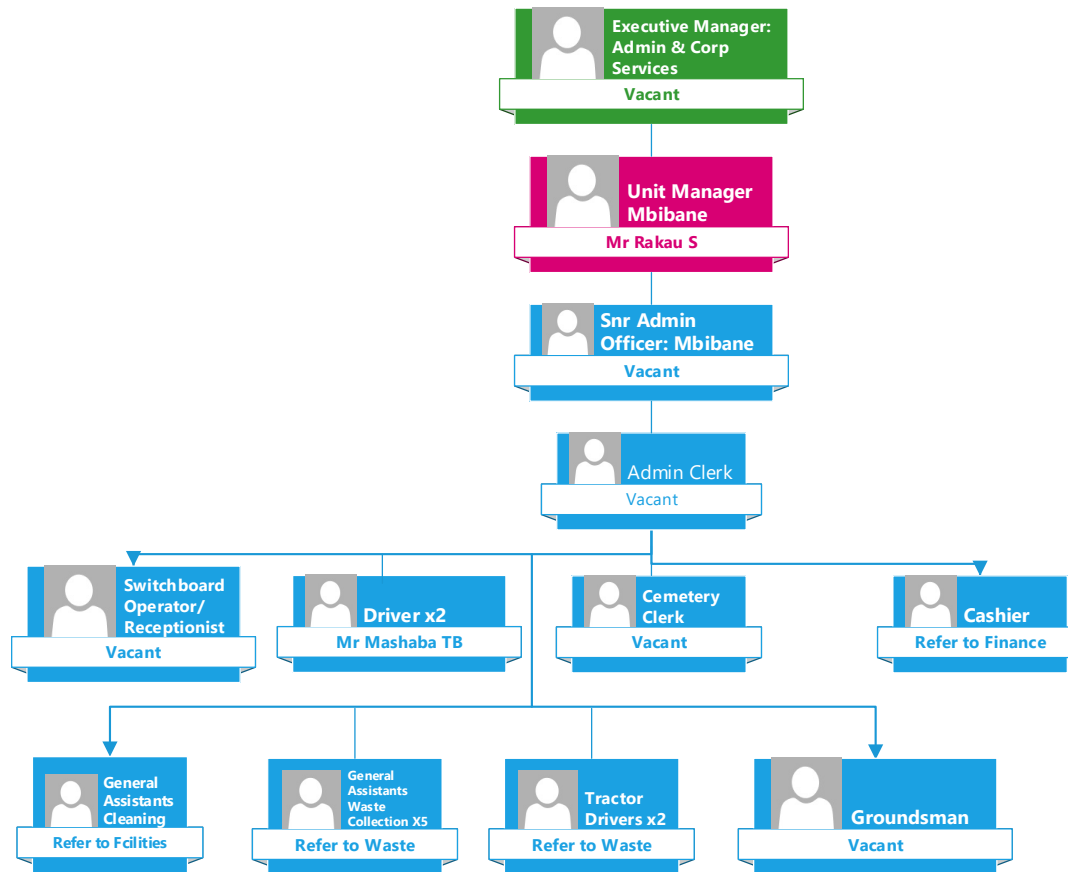 Executive Manager:
Admin & Corp
Services
Vacant
Unit Manager
Mbibane
Mr Rakau S
Snr Admin
Officer: Mbibane
Vacant
Admin Clerk
Vacant
Switchboard
Operator/
Receptionist
Vacant
Driver x2
Mr Mashaba TB
Cemetery
Clerk
Vacant
Cashier
Refer to Finance
General
Assistants
Cleaning
Refer to Fcilities
General
Assistants
Waste
Collection X5
Refer to Waste
Tractor
Drivers x2
Refer to Waste
Groundsman
Vacant